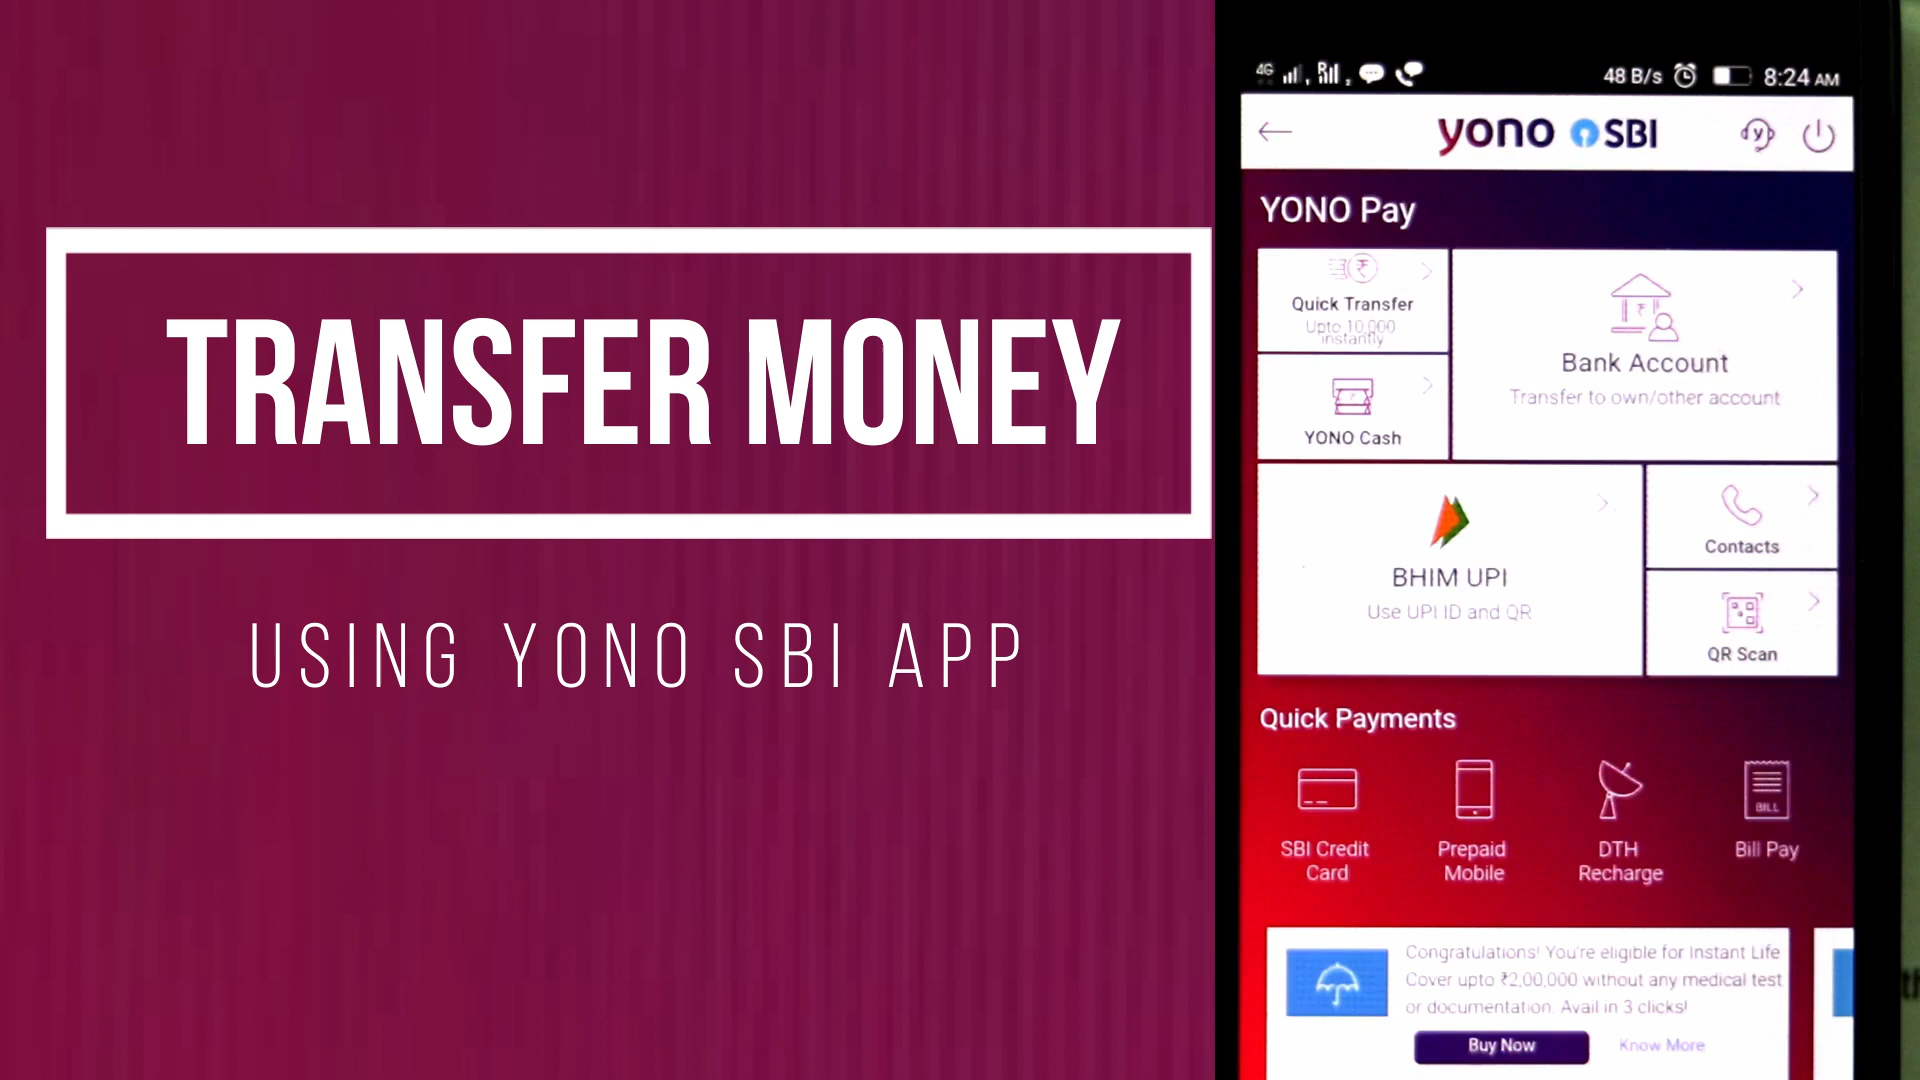 TRANSFER MONEY
USING YONO SBI APP
4G
R
48 B/s
8:24 AM
yono SBI
y
YONO Pay
Quick Transfer
Upto 10,000
instantly
YONO Cash
Bank Account
Transfer to own/other account
BHIM UPI
Use UPI ID and QR
Contacts
QR Scan
Quick Payments
SBI Credit
Card
Prepaid
Mobile
DTH
Recharge
BILL
Bill Pay
Congratulations! You're eligible for Instant Life
Cover upto ₹2,00,000 without any medical test
or documentation. Avail in 3 clicks!
Buy Now
Know More